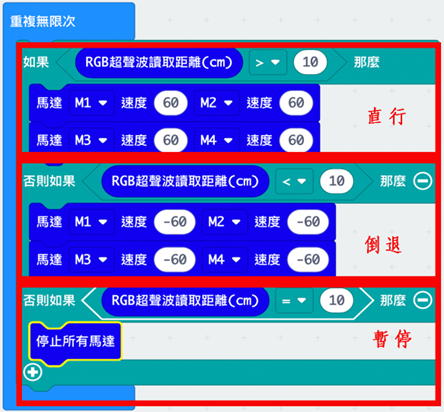 重複無限次
如果 RGB超聲波讀取距離(cm) > 10 那麼
馬達 M1 速度 60 M2 速度 60
馬達 M3 速度 60 M4 速度 60
直行
否則如果 RGB超聲波讀取距離(cm) < 10 那麼
馬達 M1 速度 -60 M2 速度 -60
馬達 M3 速度 -60 M4 速度 -60
倒退
否則如果 RGB超聲波讀取距離(cm) = 10 那麼
停止所有馬達
暫停